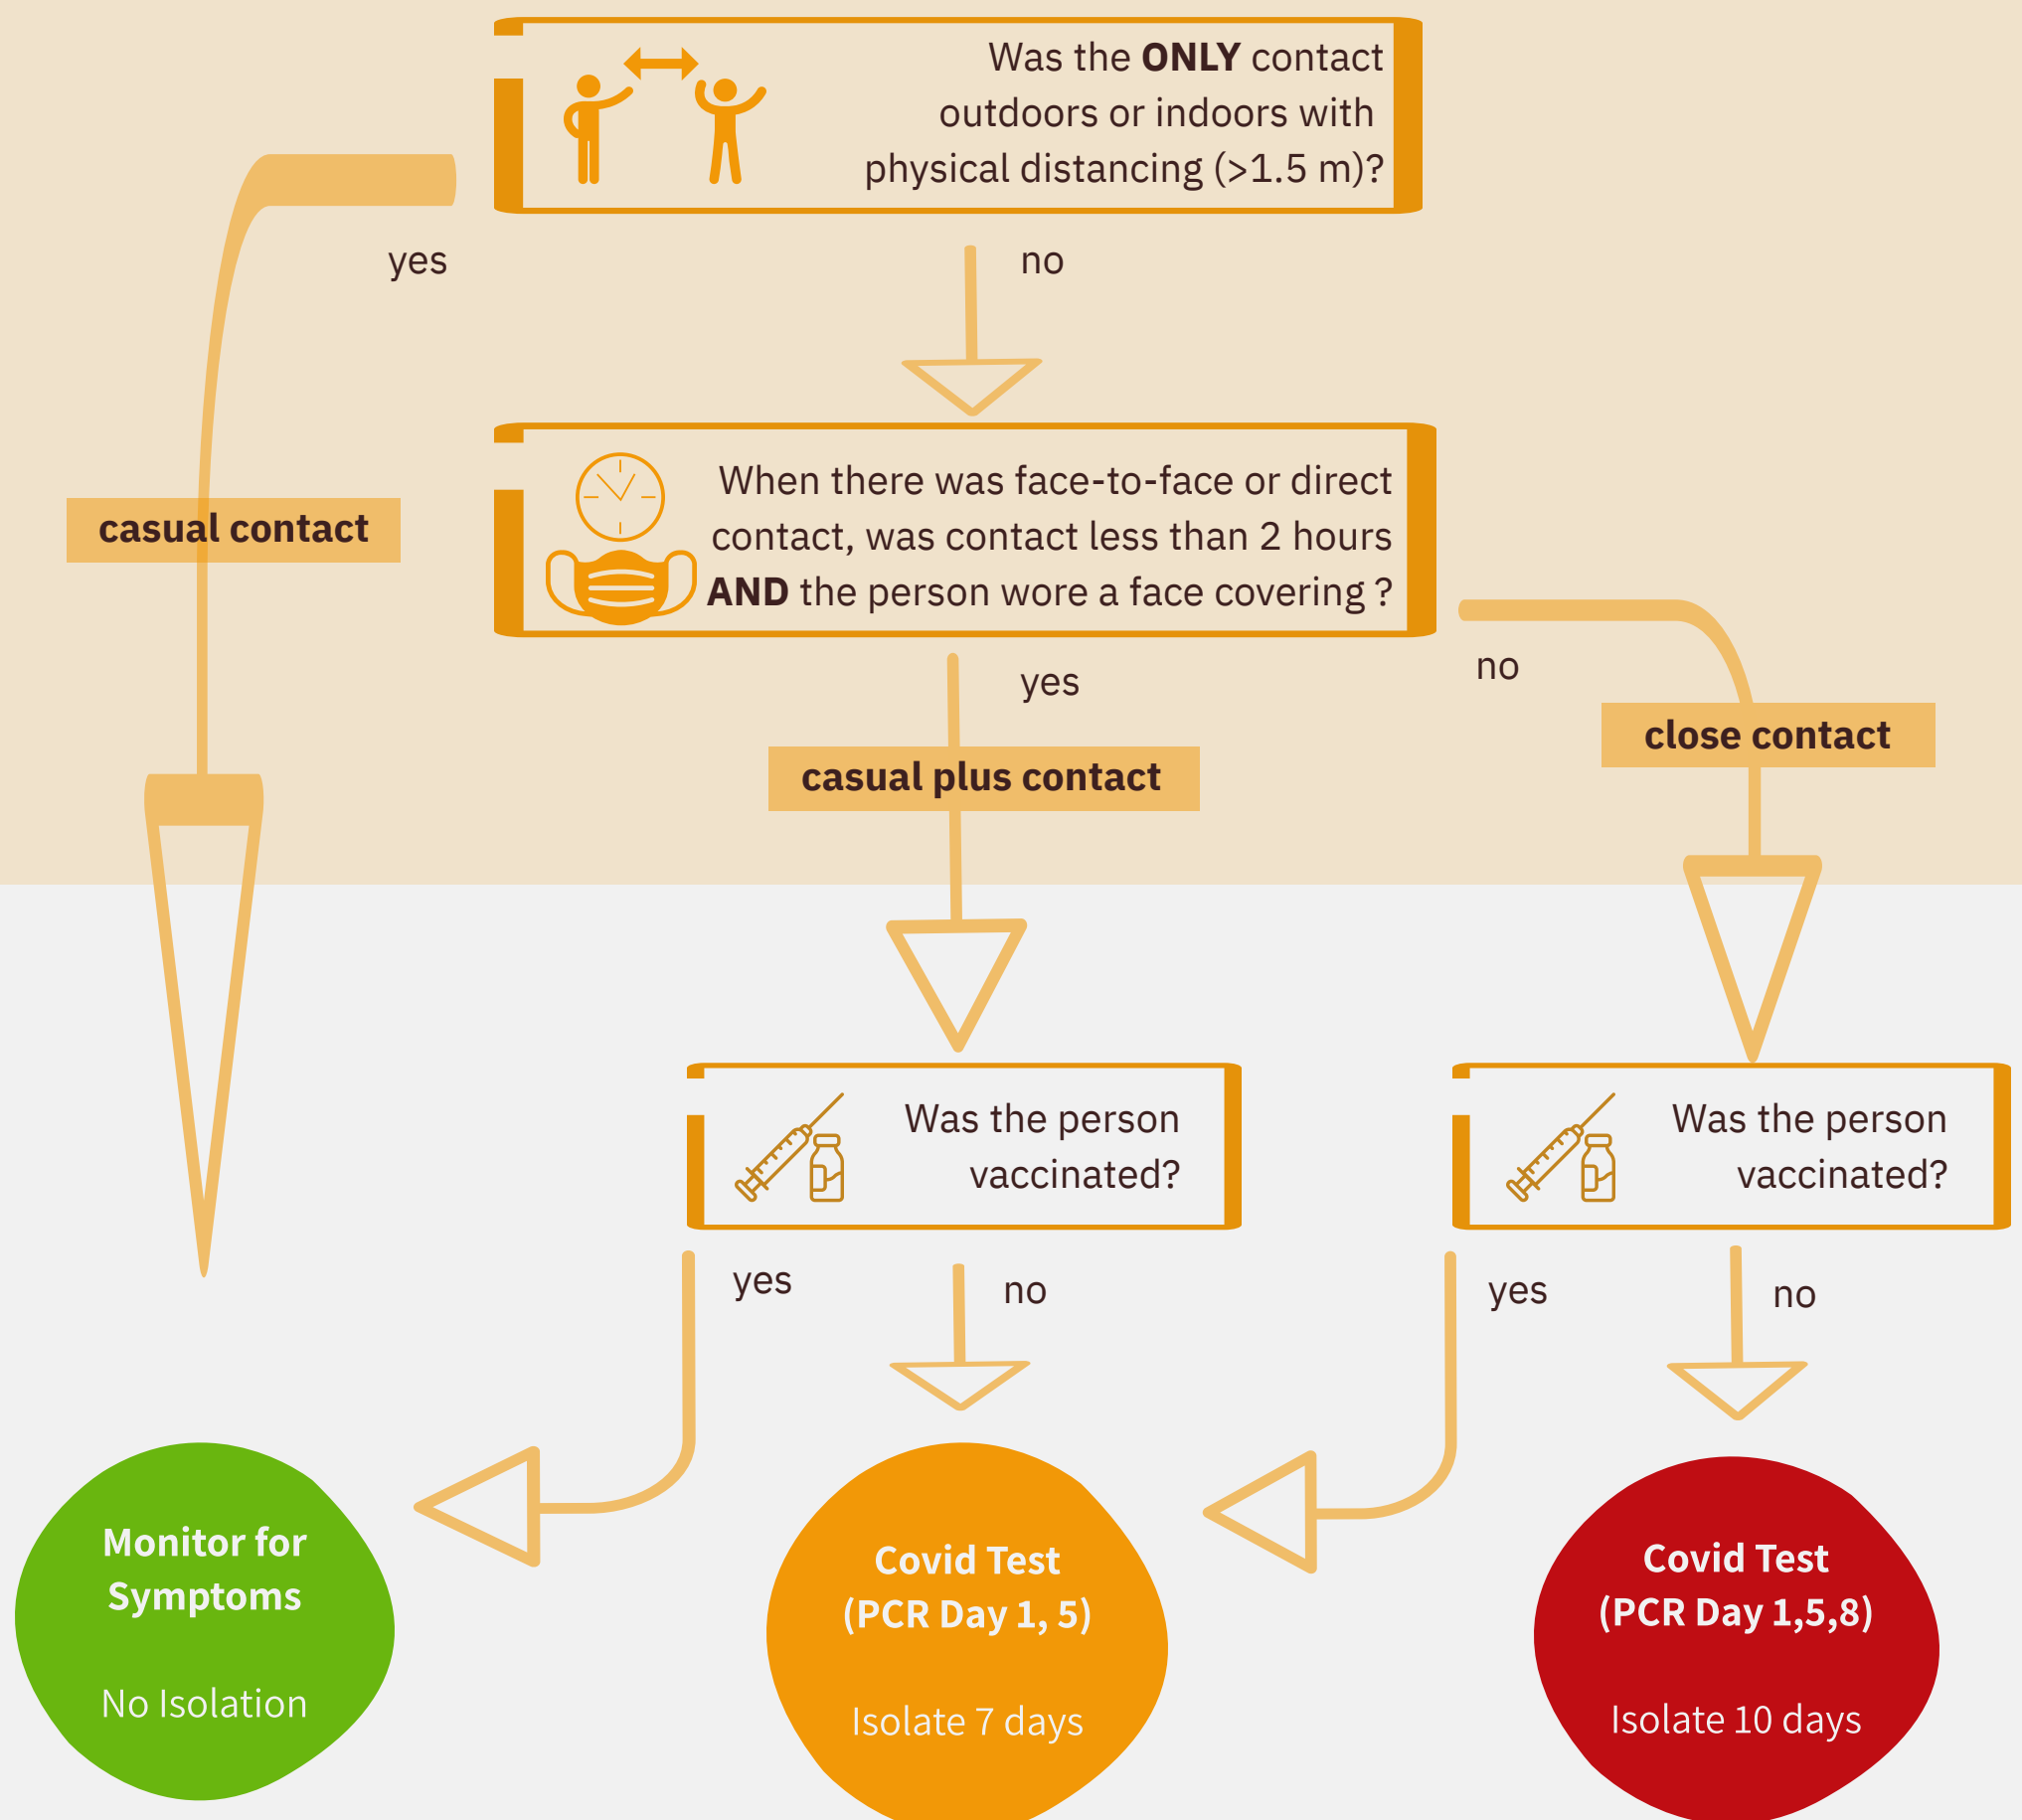 Was the ONLY contact
outdoors or indoors with
physical distancing (>1.5 m)?
yes
no
When there was face-to-face or direct
contact, was contact less than 2 hours
AND the person wore a face covering ?
casual contact
yes
no
casual plus contact
close contact
Was the person
vaccinated?
Was the person
vaccinated?
yes
no
yes
no
Monitor for
Symptoms
No Isolation
Covid Test
(PCR Day 1, 5)
Isolate 7 days
Covid Test
(PCR Day 1,5,8)
Isolate 10 days